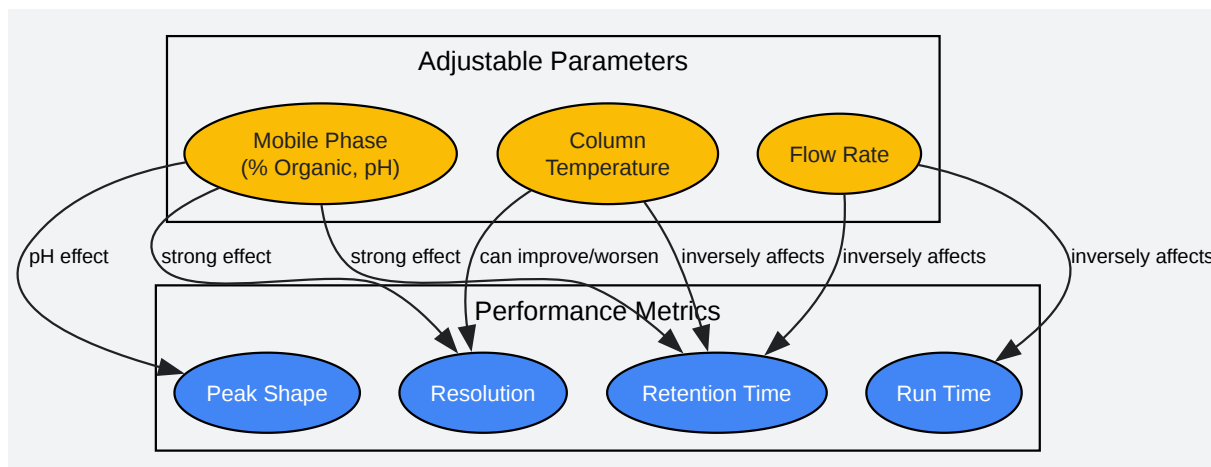 Adjustable Parameters
Mobile Phase
(% Organic, pH)
Column
Temperature
Flow Rate
pH effect
strong effect
strong effect
can improve/worsen
inversely affects
inversely affects
inversely affects
Performance Metrics
Peak Shape
Resolution
Retention Time
Run Time